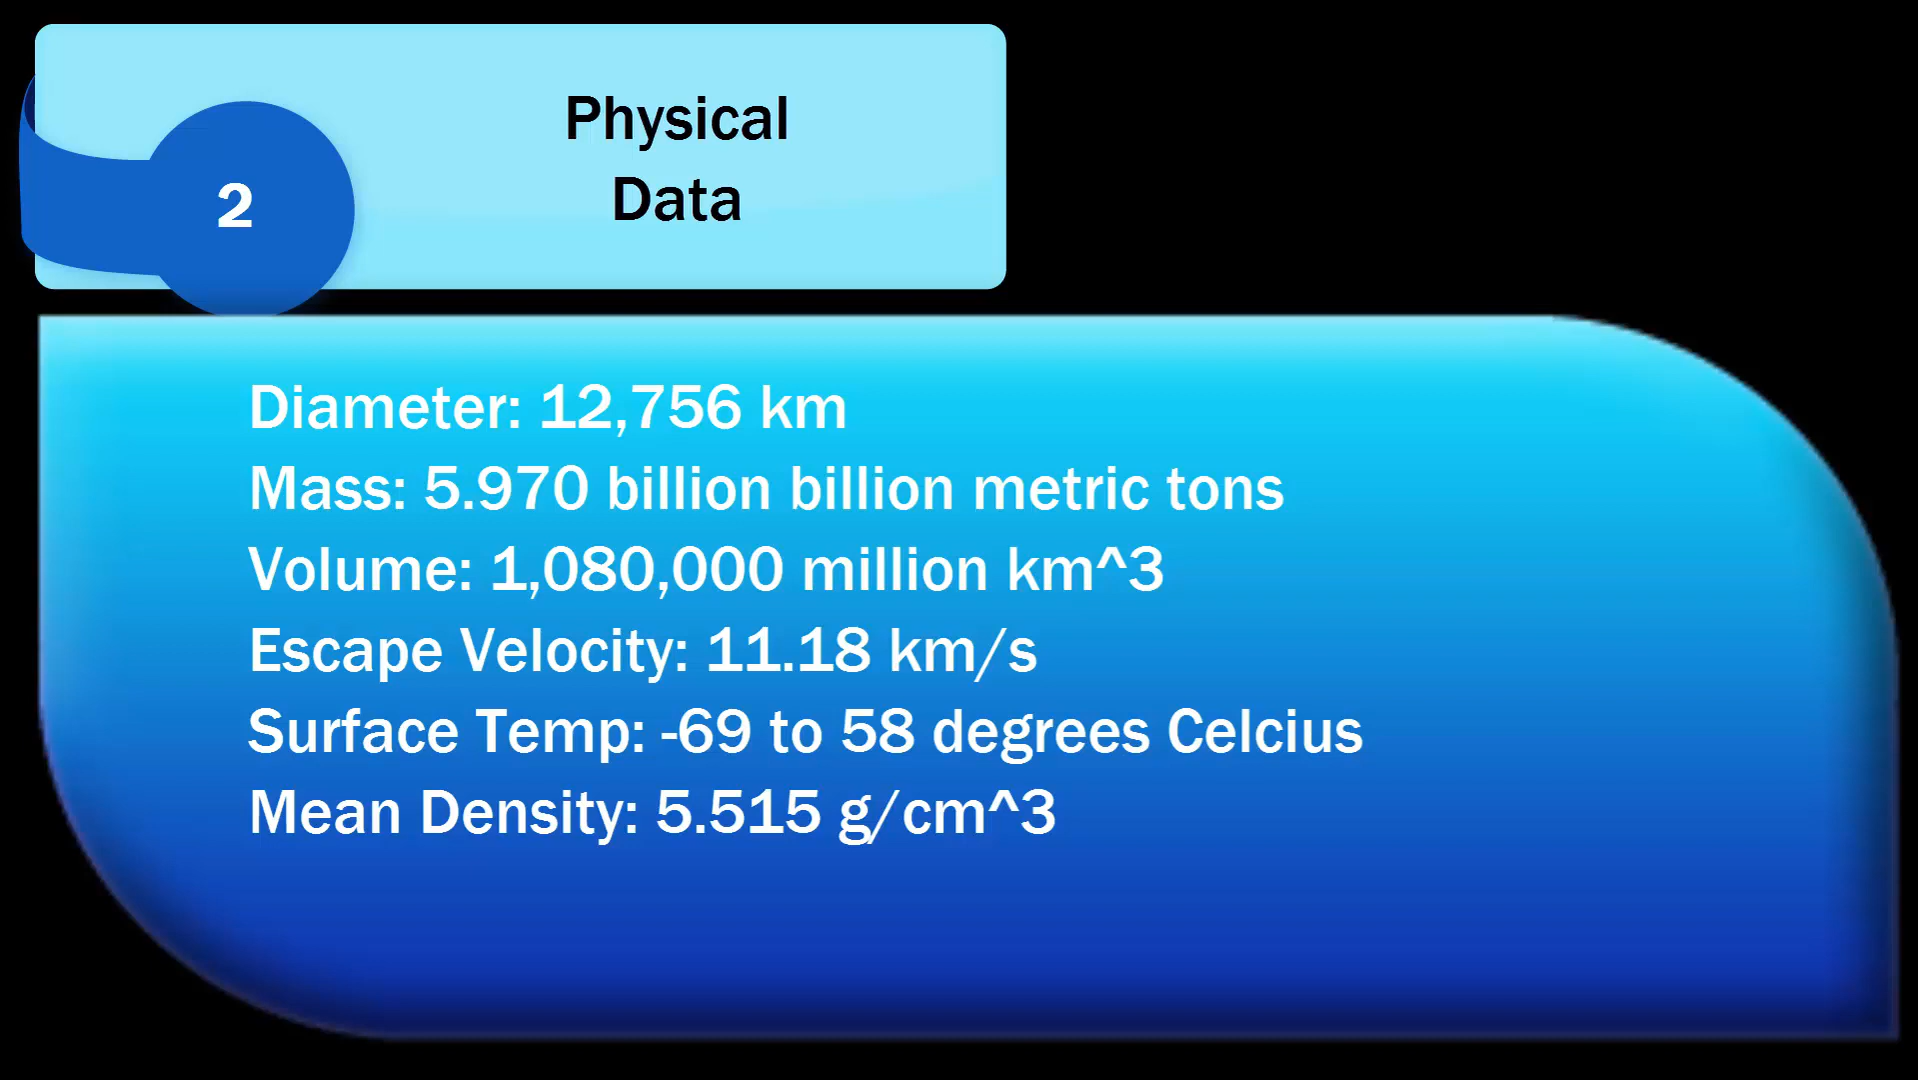 Physical
Data
2
Diameter: 12,756 km
Mass: 5.970 billion billion metric tons
Volume: 1,080,000 million km^3
Escape Velocity: 11.18 km/s
Surface Temp: -69 to 58 degrees Celcius
Mean Density: 5.515 g/cm^3